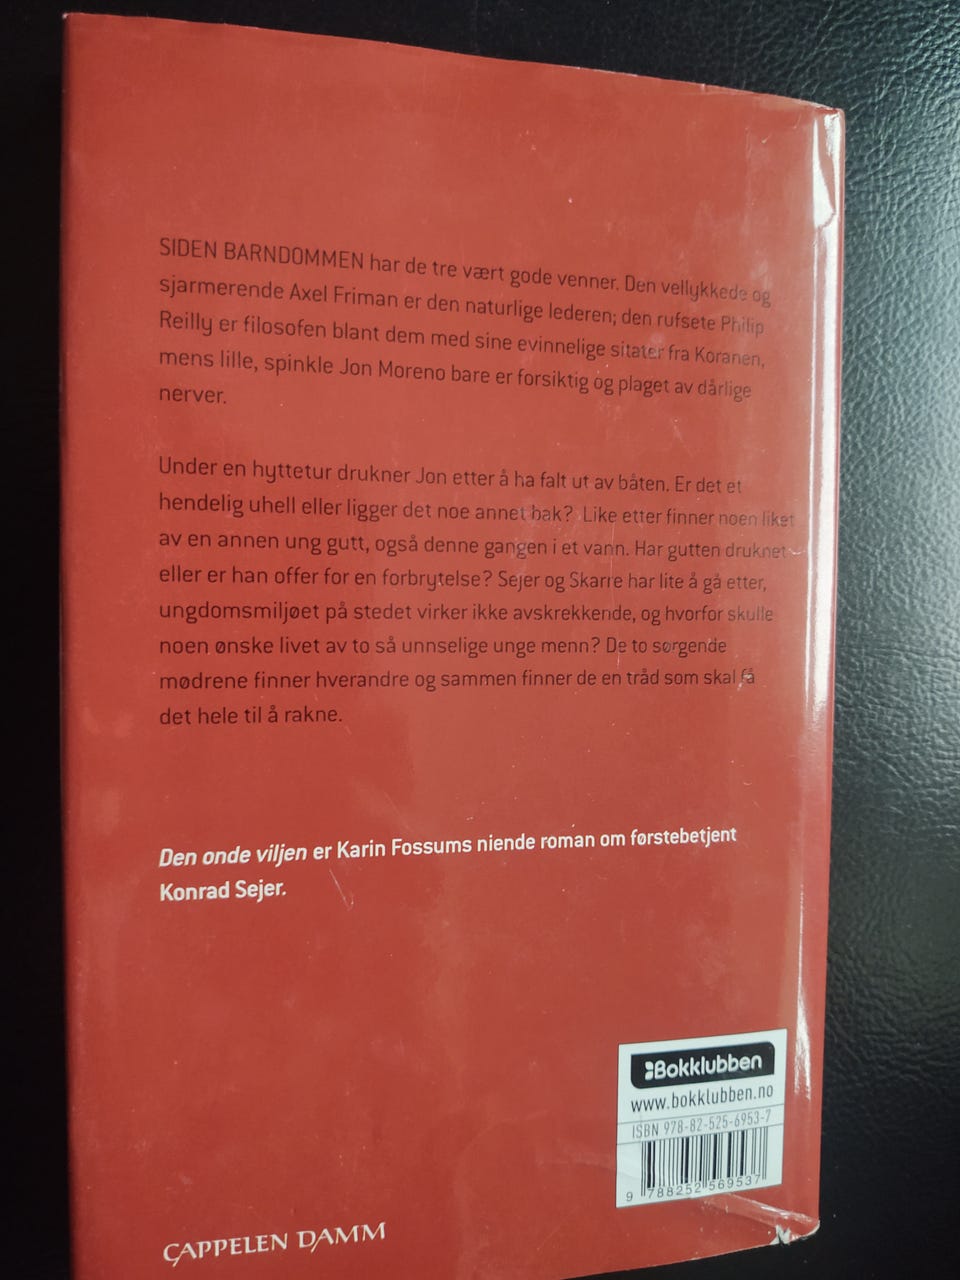 SIDEN BARNDOMMEN har de tre vært gode venner. Den vellykkede og
sjarmerende Axel Friman er den naturlige lederen; den rufsete Philip
Reilly er filosofen blant dem med sine evinnelige sitater fra Koranen,
mens lille, spinkle Jon Moreno bare er forsiktig og plaget av dårlige
nerver.
Under en hyttetur drukner Jon etter å ha falt ut av båten. Er det et
hendelig uhell eller ligger det noe annet bak? Like etter finner noen liket
av en annen ung gutt, også denne gangen i et vann. Har gutten druknet
eller er han offer for en forbrytelse? Sejer og Skarre har lite å gå etter,
ungdomsmiljøet på stedet virker ikke avskrekkende, og hvorfor skulle
noen ønske livet av to så unnselige unge menn? De to sørgende
mødrene finner hverandre og sammen finner de en tråd som skal få
det hele til å rakne.
Den onde viljen er Karin Fossums niende roman om førstebetjent
Konrad Sejer.
Bokklubben
www.bokklubben.no
ISBN 978-82-525-6953-7
9 788252 569537
CAPPELEN DAMM